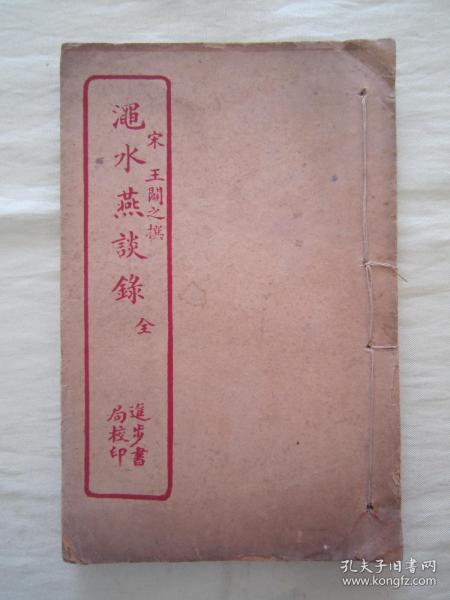 宋 王闢之撰
澠水燕談錄 全
進步書
局校印
孔夫子旧书网
www.kongfz.com